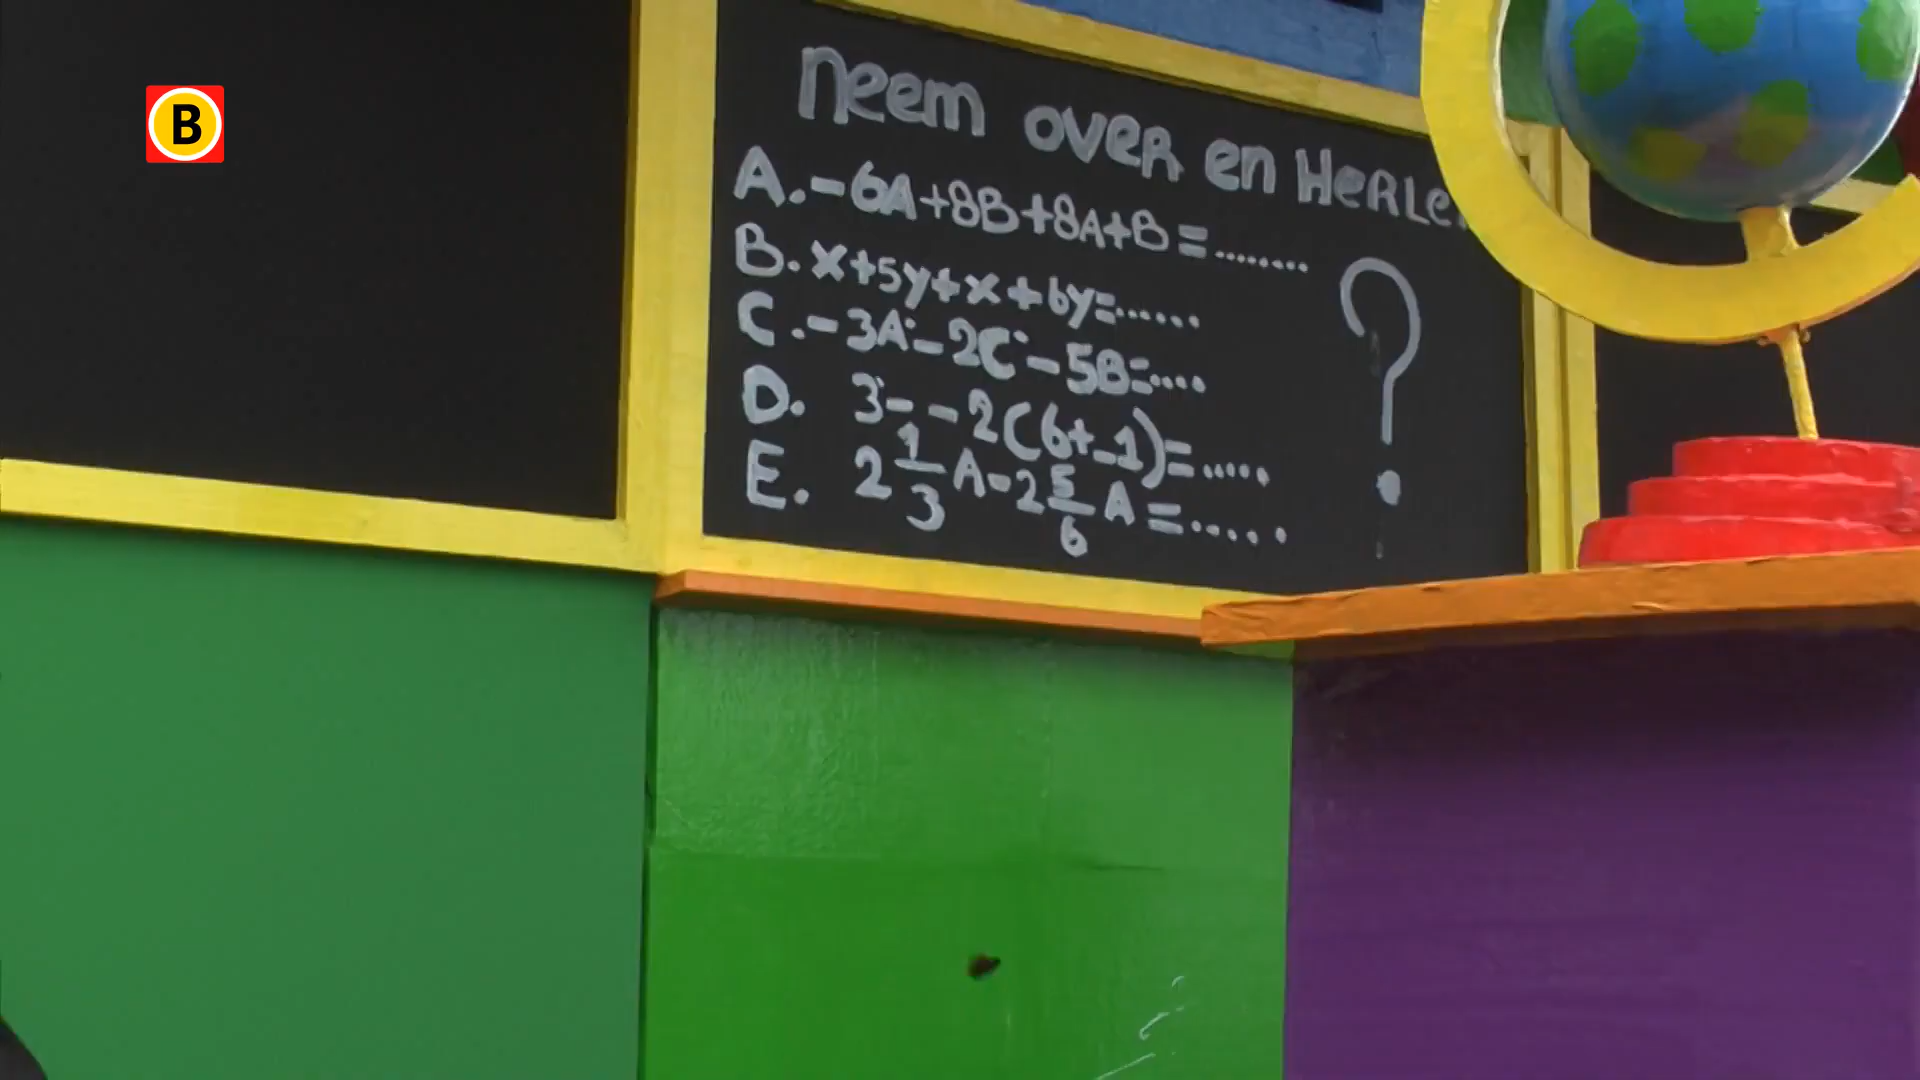 B
Neem over en HERLE
A. -6A+8B+8A+B=........
B. x+5y+x+6y=......
C. -3A-2C-5B=....
D. 3--2(6+-1)=.....
E. 2 1/3 A-2 5/6 A=.....
?